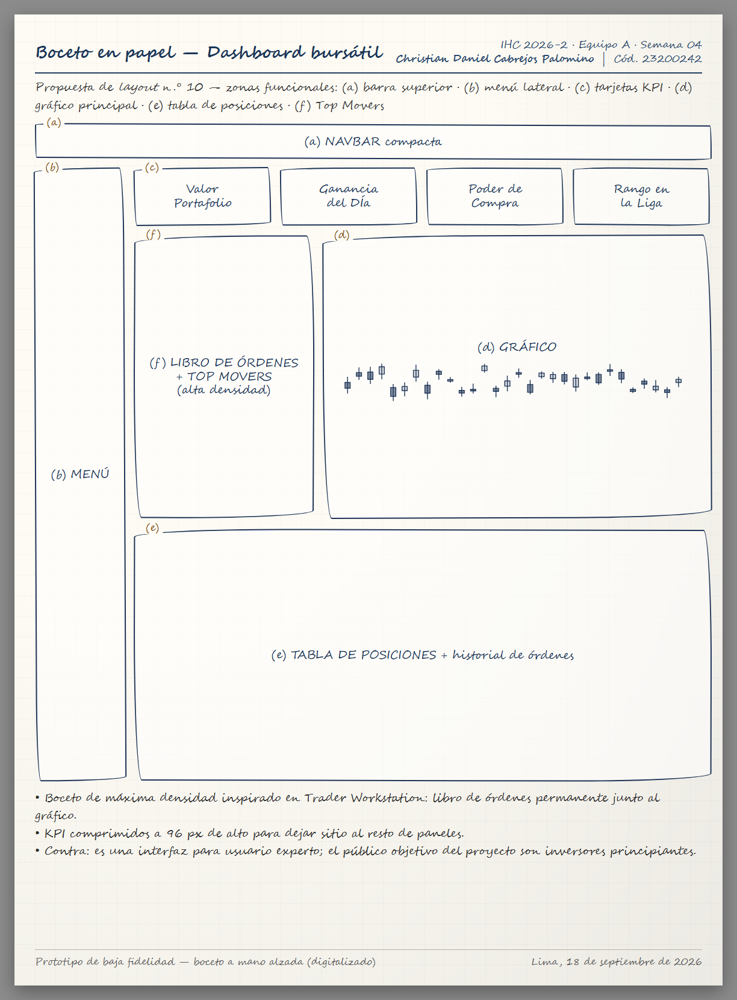 Boceto en papel — Dashboard bursátil
IHC 2026-2 · Equipo A · Semana 04
Christian Daniel Cabrejos Palomino | Cód. 23200242
Propuesta de layout n.º 10 — zonas funcionales: (a) barra superior · (b) menú lateral · (c) tarjetas KPI · (d)
gráfico principal · (e) tabla de posiciones · (f) Top Movers
(a)
(a) NAVBAR compacta
(b)
(b) MENÚ
(c)
Valor
Portafolio
Ganancia
del DÍa
Poder de
Compra
Rango en
la Liga
(f)
(f) LIBRO DE ÓRDENES
+ TOP MOVERS
(alta densidad)
(d)
(d) GRÁFICO
(e)
(e) TABLA DE POSICIONES + historial de órdenes
• Boceto de máxima densidad inspirado en Trader Workstation: libro de órdenes permanente junto al
gráfico.
• KPI comprimidos a 96 px de alto para dejar sitio al resto de paneles.
• Contra: es una interfaz para usuario experto; el público objetivo del proyecto son inversores principiantes.
Prototipo de baja fidelidad — boceto a mano alzada (digitalizado)
Lima, 18 de septiembre de 2026